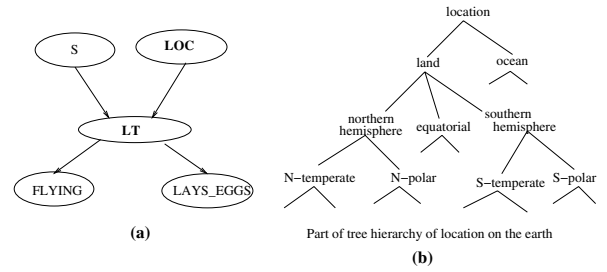 S
LOC
LT
FLYING
LAYS_EGGS
(a)
location
land
ocean
northern
hemisphere
equatorial
southern
hemisphere
N-temperate
N-polar
S-temperate
S-polar
Part of tree hierarchy of location on the earth
(b)